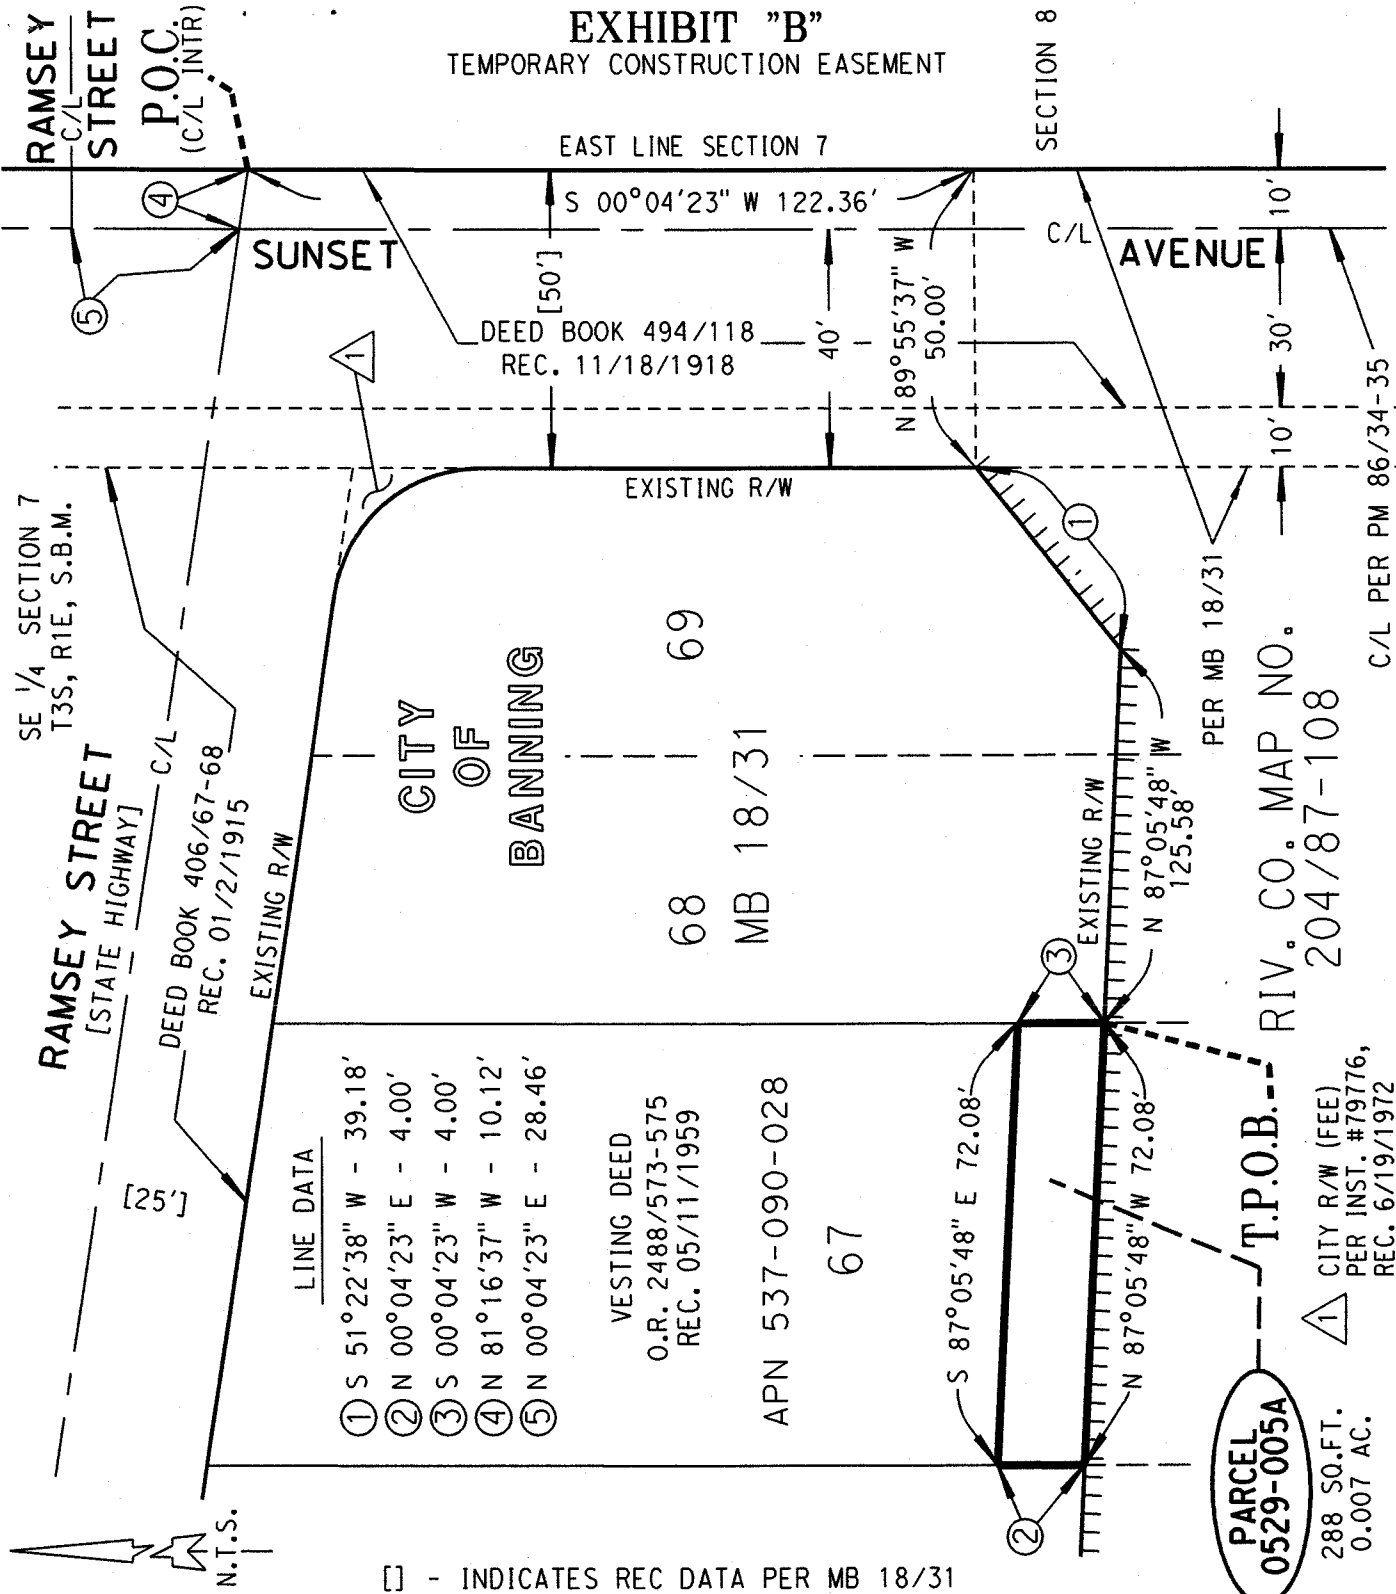 EXHIBIT "B"
TEMPORARY CONSTRUCTION EASEMENT
RAMSEY
C/L
STREET
P.O.C.
(C/L INTR)
SECTION 8
EAST LINE SECTION 7
S 00°04'23" W 122.36'
4
5
SUNSET
C/L
AVENUE
10'
[50']
40'
N 89°55'37" W
50.00'
30'
10'
DEED BOOK 494/118
REC. 11/18/1918
1
EXISTING R/W
1
PER MB 18/31
C/L PER PM 86/34-35
SE 1/4 SECTION 7
T3S, R1E, S.B.M.
RAMSEY STREET
[STATE HIGHWAY]
C/L
DEED BOOK 406/67-68
REC. 01/2/1915
EXISTING R/W
[25']
CITY
OF
BANNING
69
68
MB 18/31
EXISTING R/W
N 87°05'48" W
125.58'
3
RIV. CO. MAP NO.
204/87-108
LINE DATA
1 S 51°22'38" W - 39.18'
2 N 00°04'23" E - 4.00'
3 S 00°04'23" W - 4.00'
4 N 81°16'37" W - 10.12'
5 N 00°04'23" E - 28.46'
VESTING DEED
O.R. 2488/573-575
REC. 05/11/1959
APN 537-090-028
67
S 87°05'48" E 72.08'
N 87°05'48" W 72.08'
2
T.P.O.B.
1 CITY R/W (FEE)
PER INST. #79776,
REC. 6/19/1972
PARCEL
0529-005A
288 SQ.FT.
0.007 AC.
N.T.S.
[] - INDICATES REC DATA PER MB 18/31